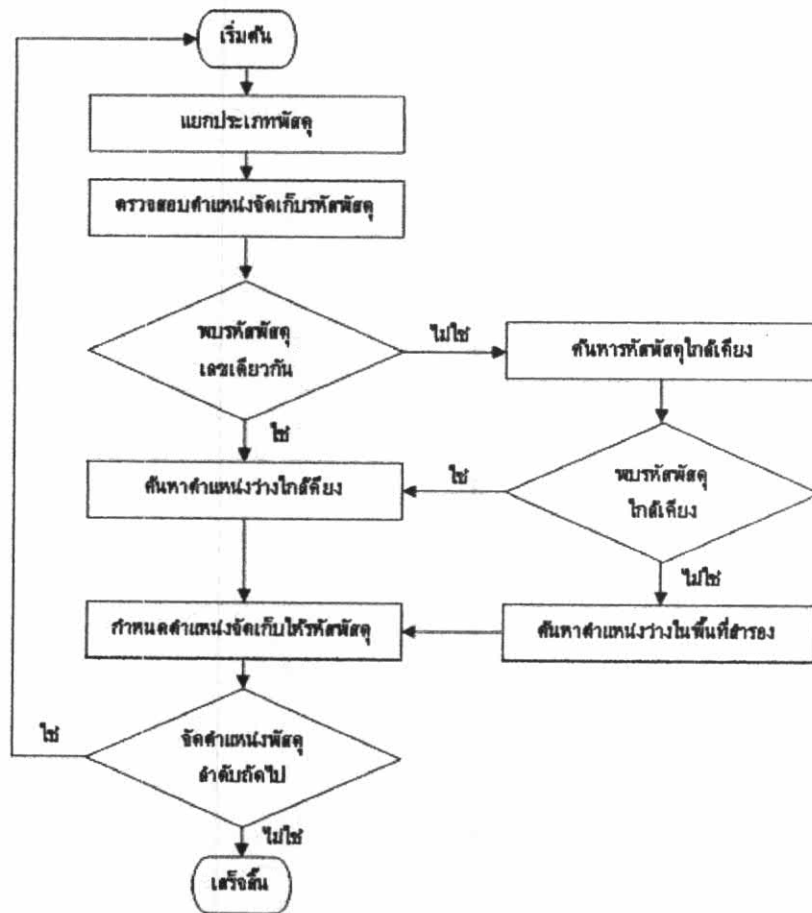 เริ่มต้น
แยกประเภทพัสดุ
ตรวจสอบตำแหน่งจัดเก็บรหัสพัสดุ
พบรหัสพัสดุ
เลขเดียวกัน
ไม่ใช่
ค้นหารหัสพัสดุใกล้เคียง
ใช่
ค้นหาตำแหน่งว่างใกล้เคียง
ใช่
พบรหัสพัสดุ
ใกล้เคียง
ไม่ใช่
กำหนดตำแหน่งจัดเก็บให้รหัสพัสดุ
ค้นหาตำแหน่งว่างในพื้นที่สำรอง
ใช่
จัดตำแหน่งพัสดุ
ลำดับถัดไป
ไม่ใช่
เสร็จสิ้น